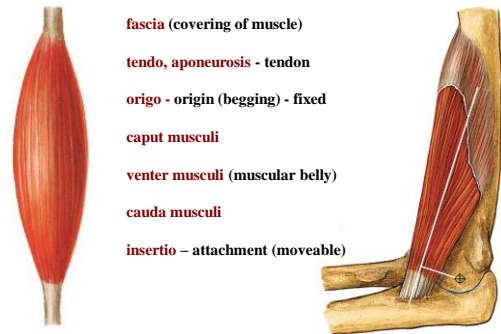 fascia (covering of muscle)
tendo, aponeurosis - tendon
origo - origin (begging) - fixed
caput musculi
venter musculi (muscular belly)
cauda musculi
insertio – attachment (moveable)